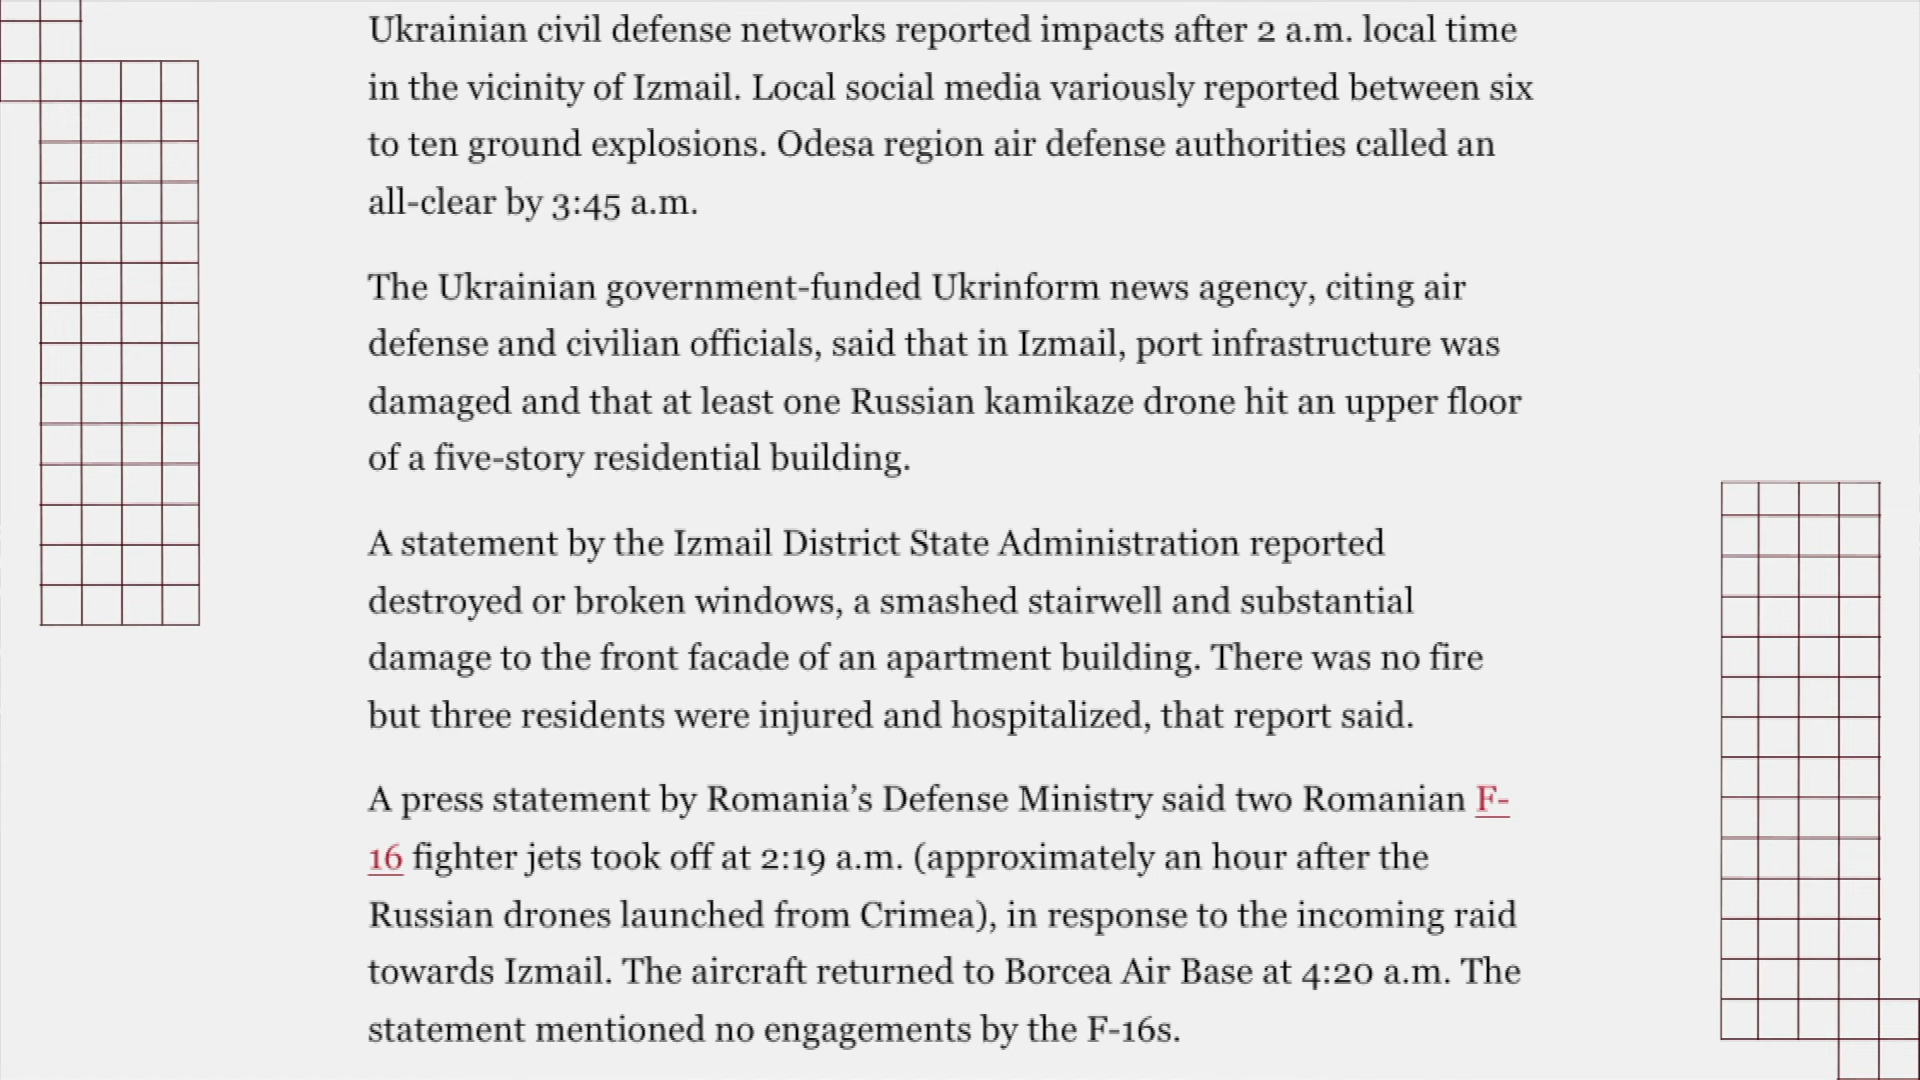 Ukrainian civil defense networks reported impacts after 2 a.m. local time
in the vicinity of Izmail. Local social media variously reported between six
to ten ground explosions. Odesa region air defense authorities called an
all-clear by 3:45 a.m.
The Ukrainian government-funded Ukrinform news agency, citing air
defense and civilian officials, said that in Izmail, port infrastructure was
damaged and that at least one Russian kamikaze drone hit an upper floor
of a five-story residential building.
A statement by the Izmail District State Administration reported
destroyed or broken windows, a smashed stairwell and substantial
damage to the front facade of an apartment building. There was no fire
but three residents were injured and hospitalized, that report said.
A press statement by Romania’s Defense Ministry said two Romanian F-
16 fighter jets took off at 2:19 a.m. (approximately an hour after the
Russian drones launched from Crimea), in response to the incoming raid
towards Izmail. The aircraft returned to Borcea Air Base at 4:20 a.m. The
statement mentioned no engagements by the F-16s.